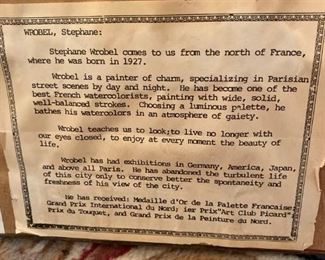 WROBEL, Stephane:
Stephane Wrobel comes to us from the north of France,
where he was born in 1927.
Wrobel is a painter of charm, specializing in Parisian
street scenes by day and night. He has become one of the
best French watercolorists, painting with wide, solid,
well-balanced strokes. Choosing a luminous palette, he
bathes his watercolors in an atmosphere of gaiety.
Wrobel teaches us to look;to live no longer with
our eyes closed, to enjoy at every moment the beauty of
life.
Wrobel has had exhibitions in Germany, America, Japan,
and above all Paris. He has abandoned the turbulent life
of this city only to conserve better the spontaneity and
freshness of his view of the city.
He has received: Medaille d'Or de la Palette Francaise
Grand Prix International du Nord; 1er Prix"Art Club Picard"
Prix du Touquet, and Grand Prix de la Peinture du Nord.